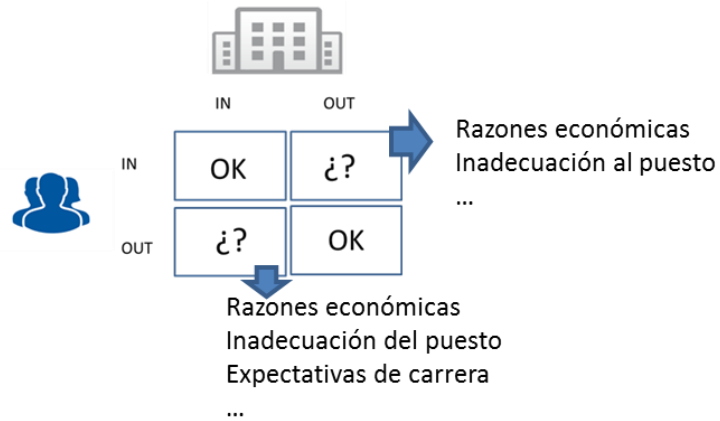 IN OUT
IN OK ¿?
OUT ¿? OK
Razones económicas
Inadecuación al puesto
...
Razones económicas
Inadecuación del puesto
Expectativas de carrera
...